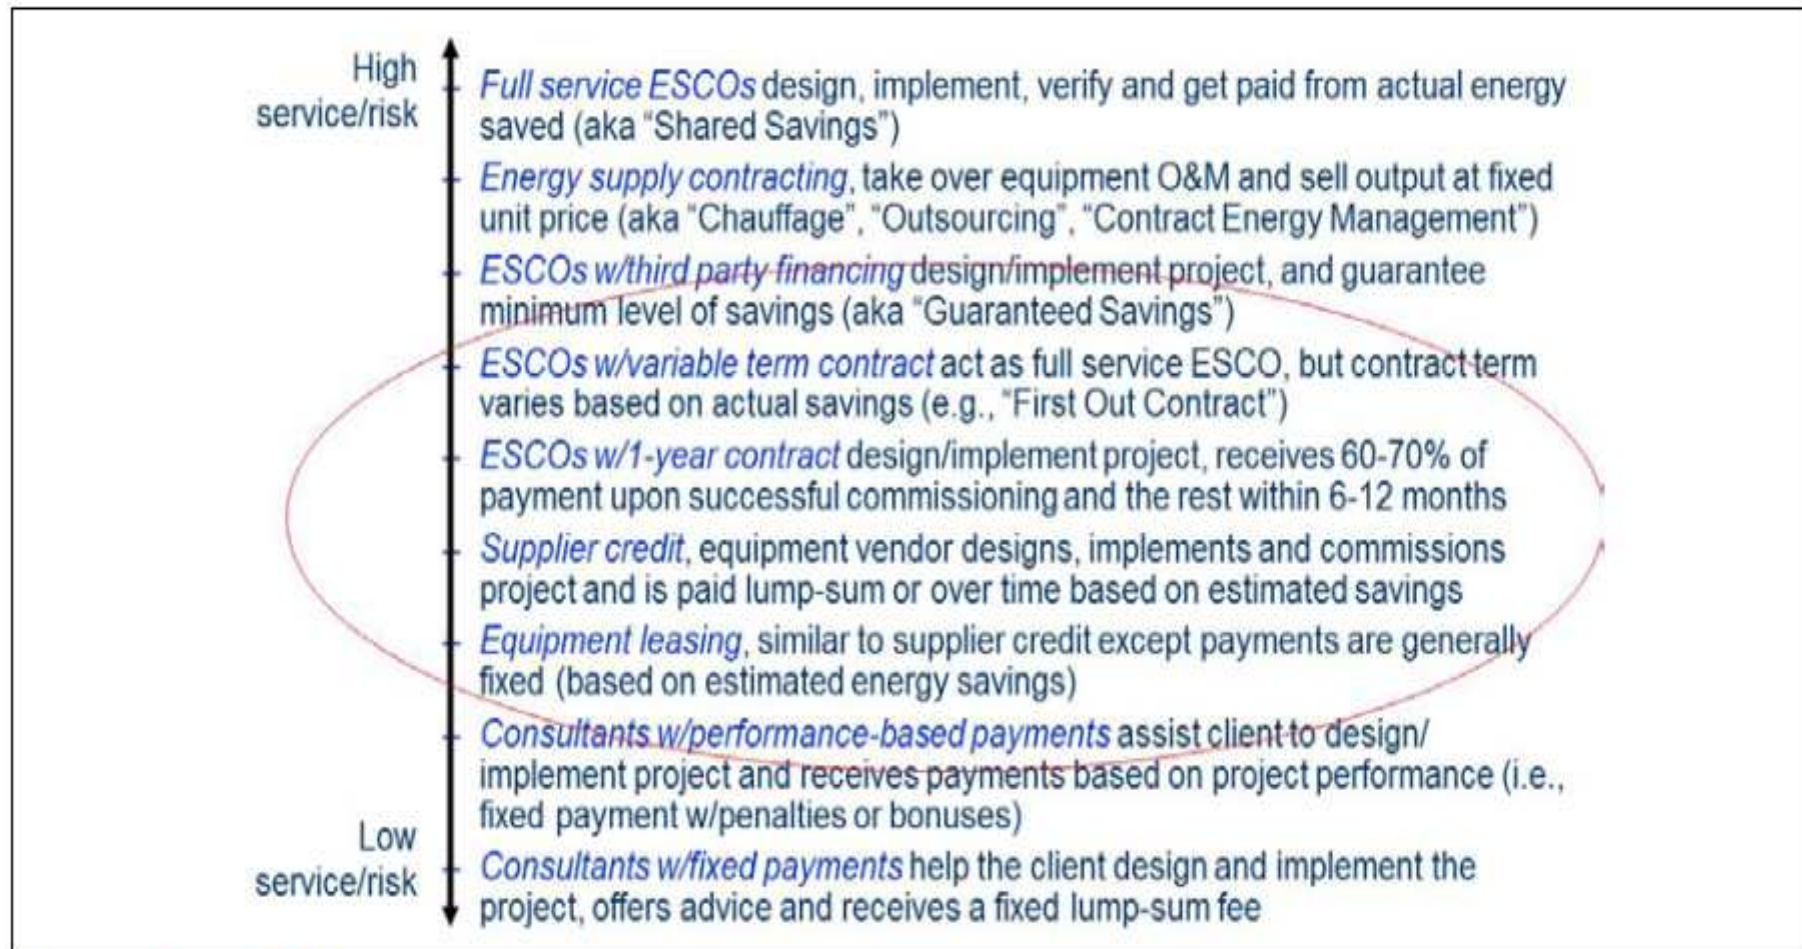 High
service/risk
Full service ESCOs design, implement, verify and get paid from actual energy
saved (aka “Shared Savings”)
Energy supply contracting, take over equipment O&M and sell output at fixed
unit price (aka “Chauffage”, “Outsourcing”, “Contract Energy Management”)
ESCOs w/third party financing design/implement project, and guarantee
minimum level of savings (aka “Guaranteed Savings”)
ESCOs w/variable term contract act as full service ESCO, but contract term
varies based on actual savings (e.g., “First Out Contract”)
ESCOs w/1-year contract design/implement project, receives 60-70% of
payment upon successful commissioning and the rest within 6-12 months
Supplier credit, equipment vendor designs, implements and commissions
project and is paid lump-sum or over time based on estimated savings
Equipment leasing, similar to supplier credit except payments are generally
fixed (based on estimated energy savings)
Consultants w/performance-based payments assist client to design/
implement project and receives payments based on project performance (i.e.,
fixed payment w/penalties or bonuses)
Low
service/risk
Consultants w/fixed payments help the client design and implement the
project, offers advice and receives a fixed lump-sum fee